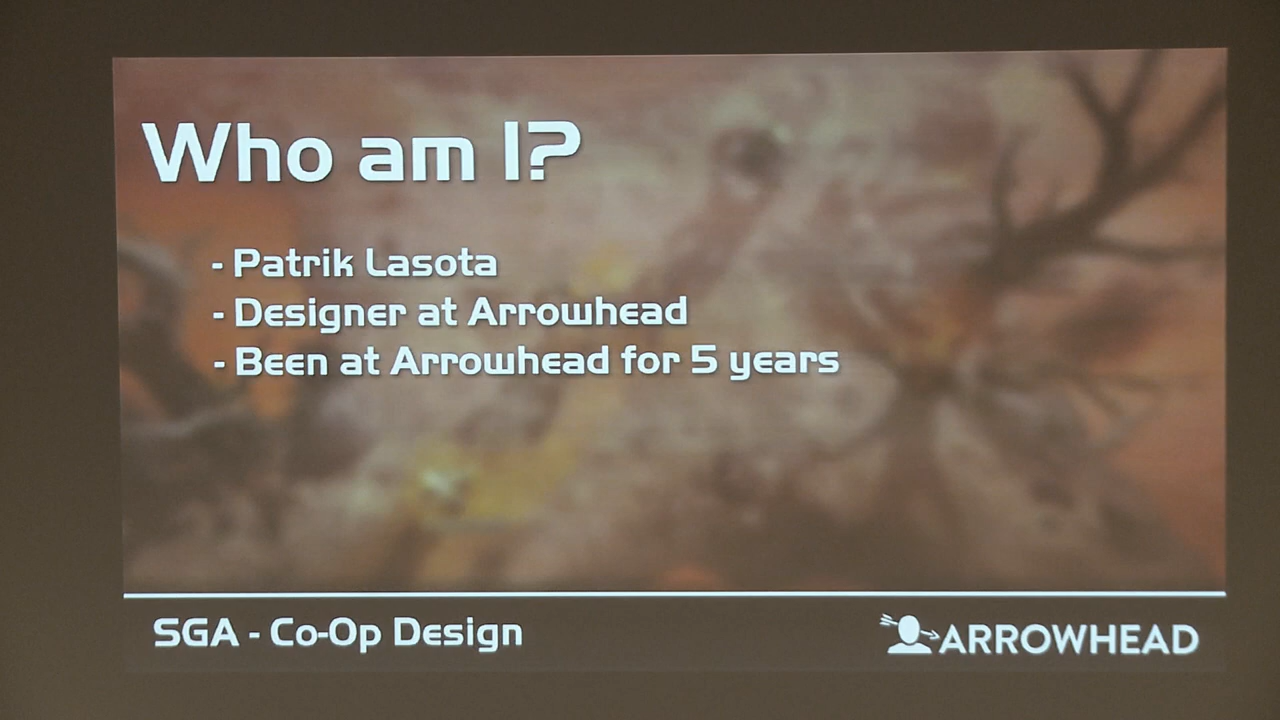 Who am I?
- Patrik Lasota
- Designer at Arrowhead
- Been at Arrowhead for 5 years
SGA - Co-Op Design
ARROWHEAD